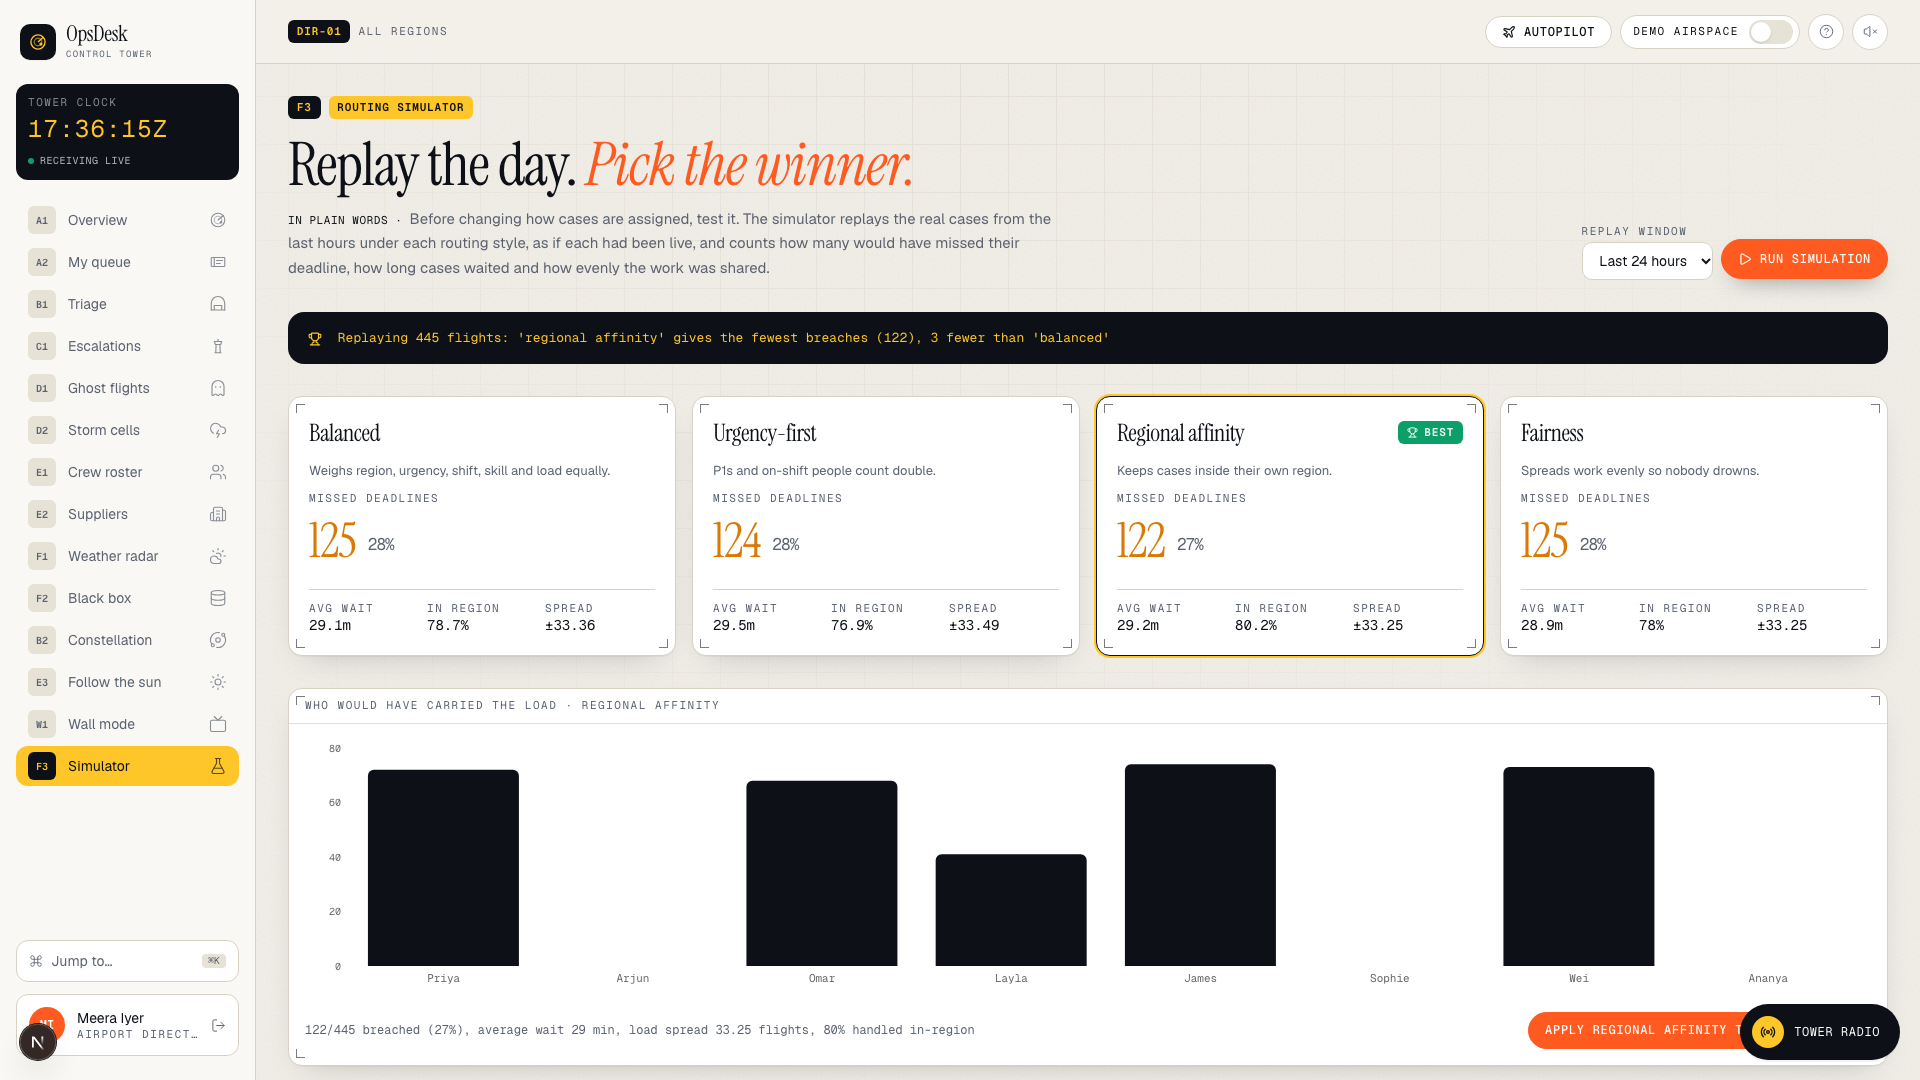 OpsDesk
CONTROL TOWER
TOWER CLOCK
17:36:15Z
RECEIVING LIVE
A1 Overview
A2 My queue
B1 Triage
C1 Escalations
D1 Ghost flights
D2 Storm cells
E1 Crew roster
E2 Suppliers
F1 Weather radar
F2 Black box
B2 Constellation
E3 Follow the sun
W1 Wall mode
F3 Simulator
⌘ Jump to… ⌘K
Meera Iyer
AIRPORT DIRECT…
N
DIR-01 ALL REGIONS
AUTOPILOT
DEMO AIRSPACE
F3 ROUTING SIMULATOR
Replay the day. Pick the winner.
IN PLAIN WORDS · Before changing how cases are assigned, test it. The simulator replays the real cases from the
last hours under each routing style, as if each had been live, and counts how many would have missed their
deadline, how long cases waited and how evenly the work was shared.
REPLAY WINDOW
Last 24 hours
RUN SIMULATION
Replaying 445 flights: 'regional affinity' gives the fewest breaches (122), 3 fewer than 'balanced'
Balanced
Weighs region, urgency, shift, skill and load equally.
MISSED DEADLINES
125 28%
AVG WAIT IN REGION SPREAD
29.1m 78.7% ±33.36
Urgency-first
P1s and on-shift people count double.
MISSED DEADLINES
124 28%
AVG WAIT IN REGION SPREAD
29.5m 76.9% ±33.49
Regional affinity BEST
Keeps cases inside their own region.
MISSED DEADLINES
122 27%
AVG WAIT IN REGION SPREAD
29.2m 80.2% ±33.25
Fairness
Spreads work evenly so nobody drowns.
MISSED DEADLINES
125 28%
AVG WAIT IN REGION SPREAD
28.9m 78% ±33.25
WHO WOULD HAVE CARRIED THE LOAD · REGIONAL AFFINITY
80
60
40
20
0
Priya Arjun Omar Layla James Sophie Wei Ananya
122/445 breached (27%), average wait 29 min, load spread 33.25 flights, 80% handled in-region
APPLY REGIONAL AFFINITY
TOWER RADIO